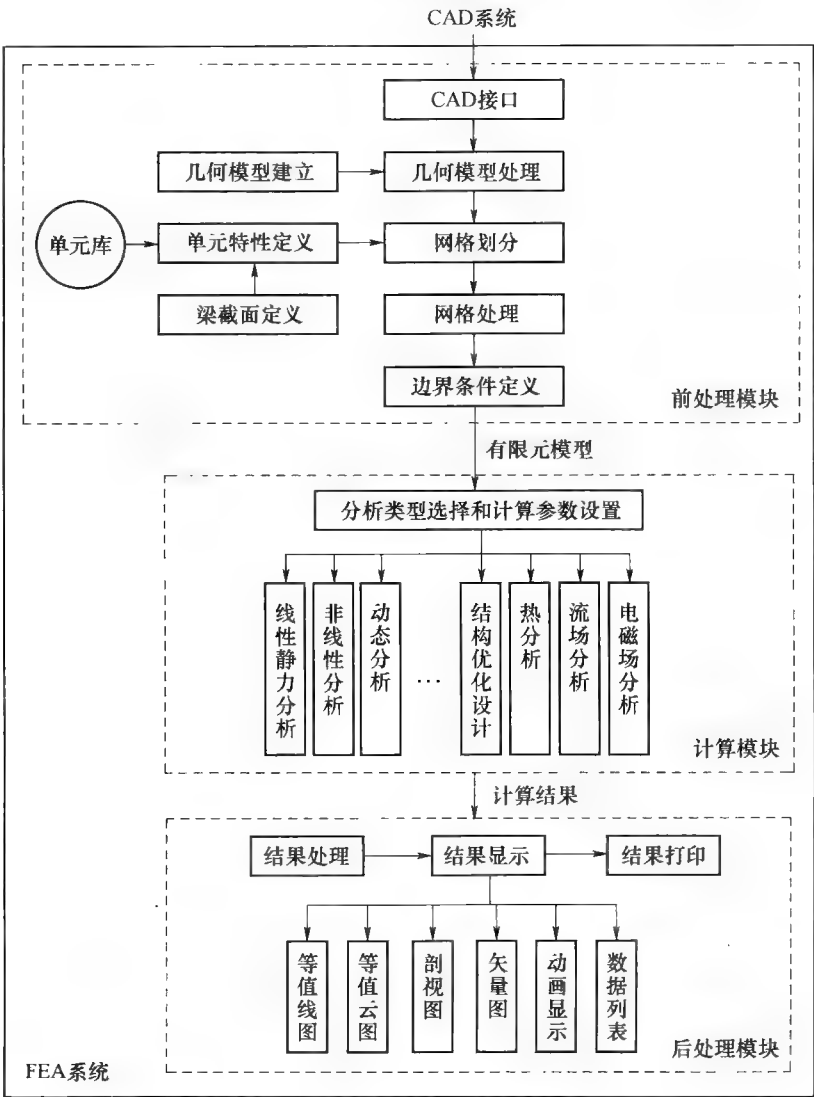 CAD系统
CAD接口
几何模型建立
几何模型处理
单元库
单元特性定义
网格划分
梁截面定义
网格处理
边界条件定义
前处理模块
有限元模型
分析类型选择和计算参数设置
线性静力分析
非线性分析
动态分析
…
结构优化设计
热分析
流场分析
电磁场分析
计算模块
计算结果
结果处理
结果显示
结果打印
等值线图
等值云图
剖视图
矢量图
动画显示
数据列表
后处理模块
FEA系统